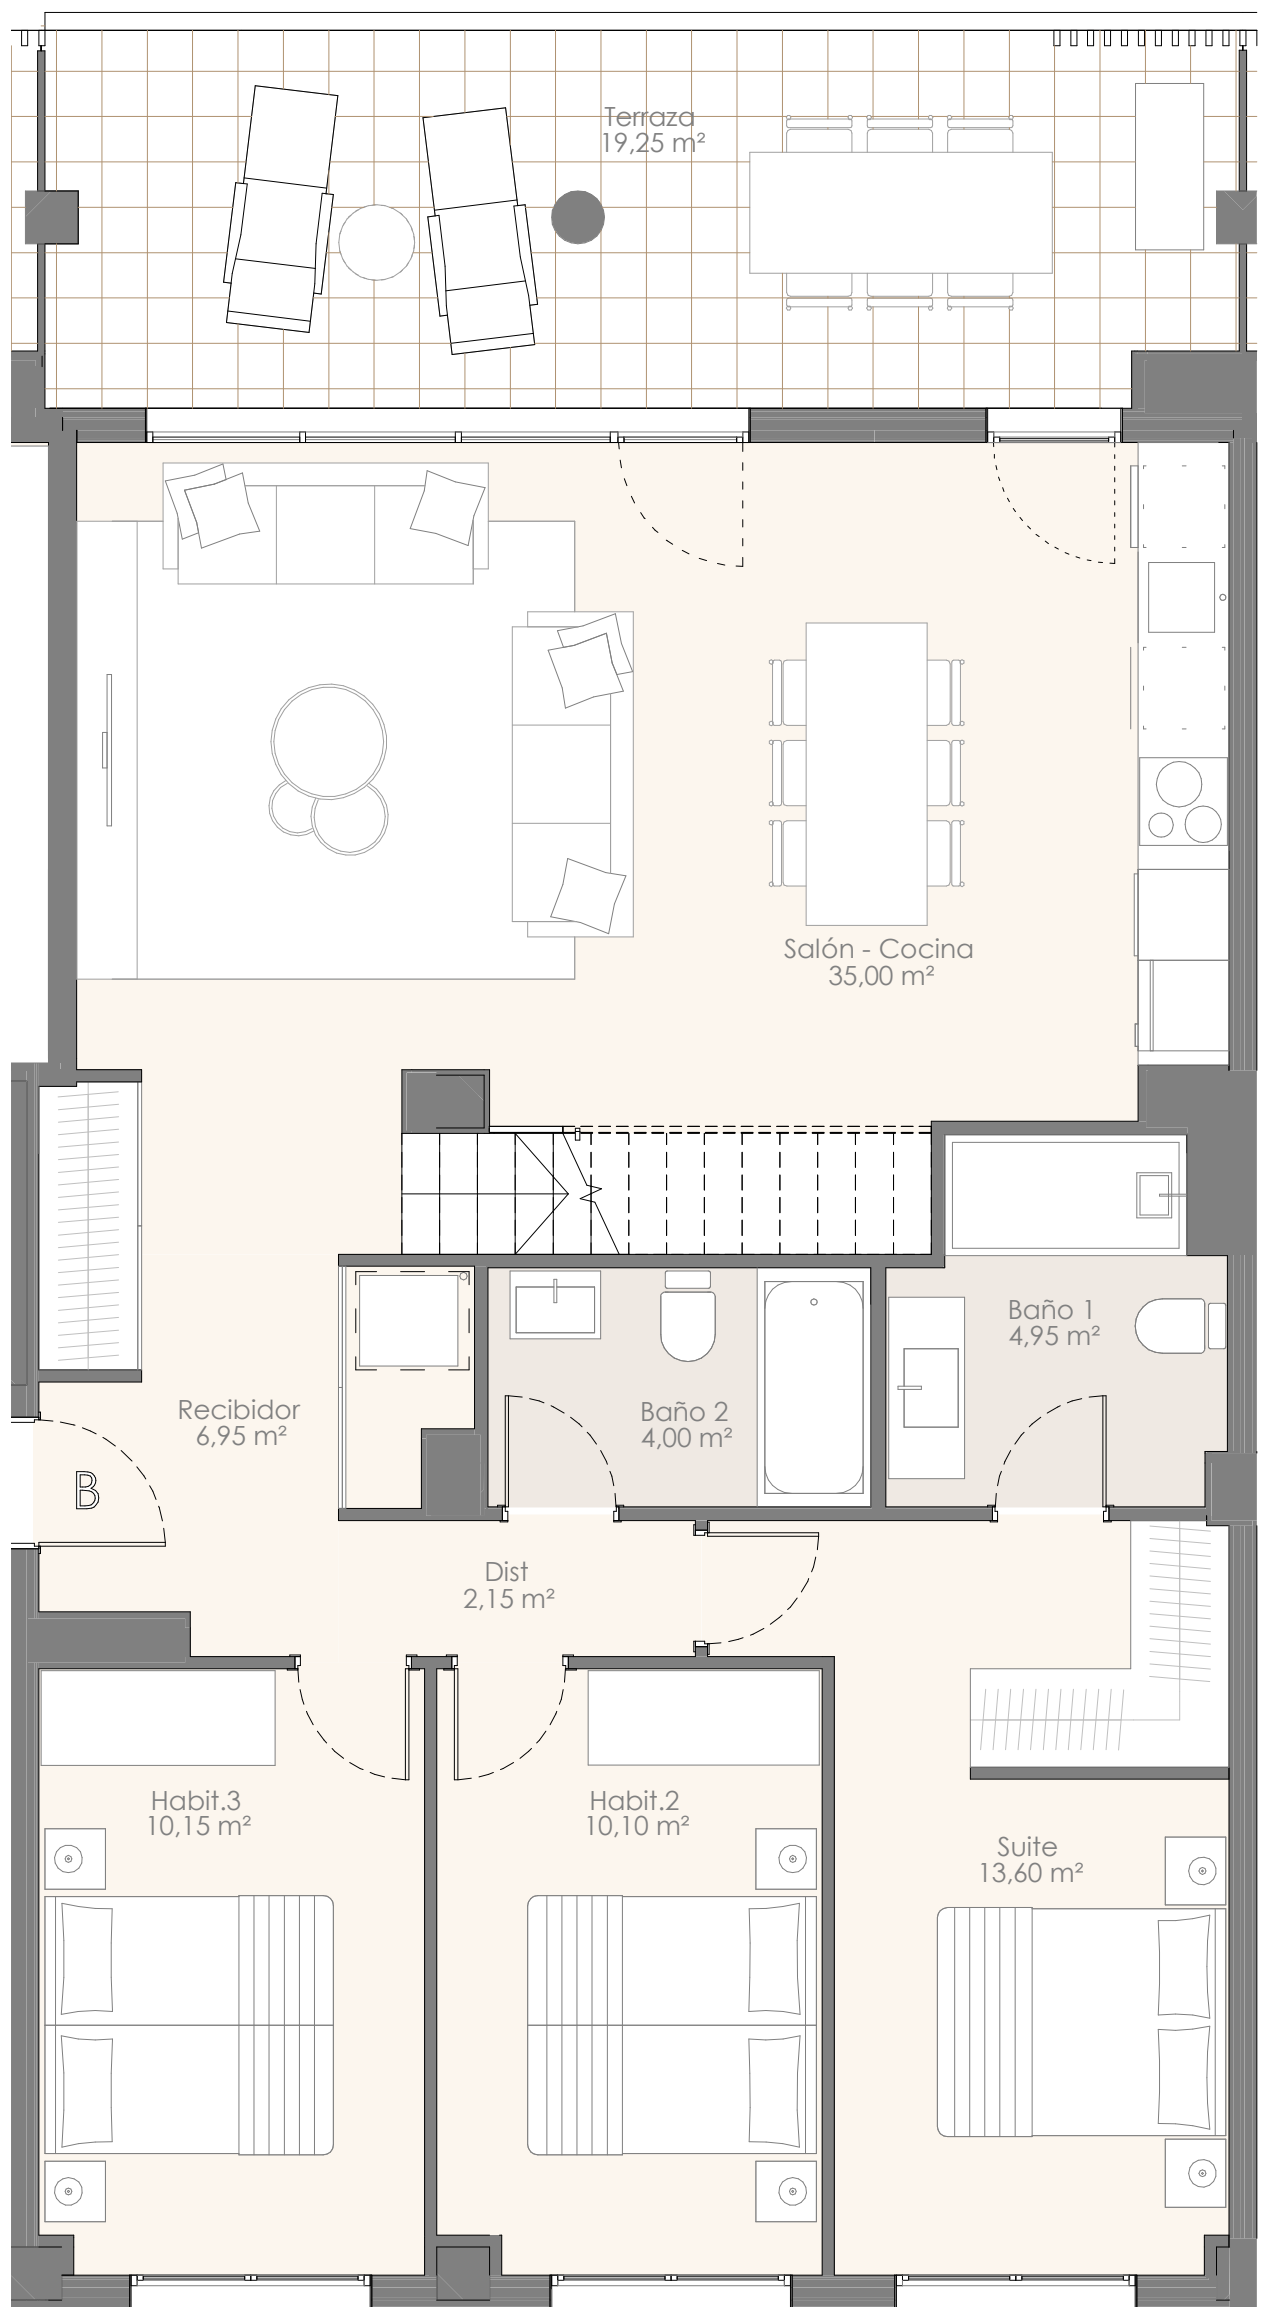 Terraza
19,25 m²
Salón - Cocina
35,00 m²
Baño 1
4,95 m²
Recibidor
6,95 m²
Baño 2
4,00 m²
B
Dist
2,15 m²
Habit.3
10,15 m²
Habit.2
10,10 m²
Suite
13,60 m²